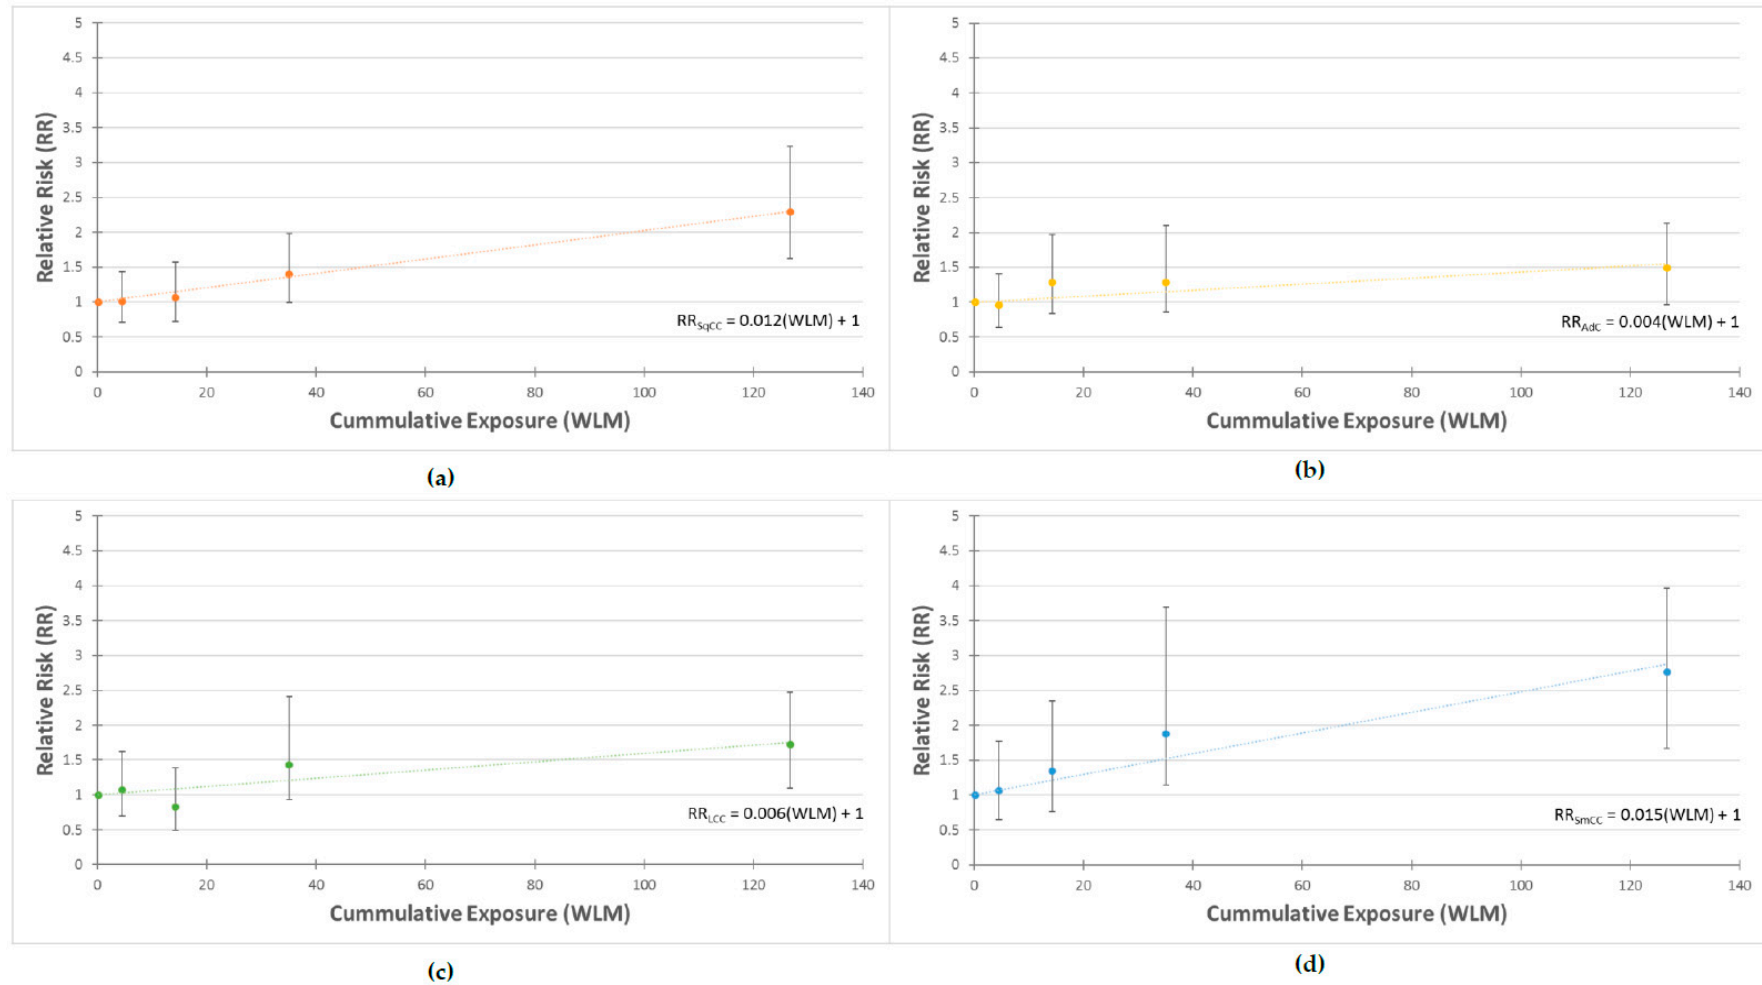 5
4.5
4
3.5
3
2.5
2
1.5
1
0.5
0
Relative Risk (RR)
RR_SqCC = 0.012(WLM) + 1
0 20 40 60 80 100 120 140
Cummulative Exposure (WLM)
(a)
5
4.5
4
3.5
3
2.5
2
1.5
1
0.5
0
Relative Risk (RR)
RR_AdC = 0.004(WLM) + 1
0 20 40 60 80 100 120 140
Cummulative Exposure (WLM)
(b)
5
4.5
4
3.5
3
2.5
2
1.5
1
0.5
0
Relative Risk (RR)
RR_LCC = 0.006(WLM) + 1
0 20 40 60 80 100 120 140
Cummulative Exposure (WLM)
(c)
5
4.5
4
3.5
3
2.5
2
1.5
1
0.5
0
Relative Risk (RR)
RR_SmCC = 0.015(WLM) + 1
0 20 40 60 80 100 120 140
Cummulative Exposure (WLM)
(d)